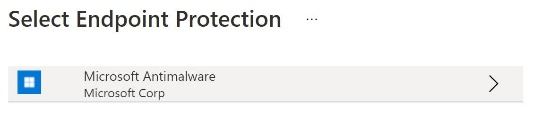 Select Endpoint Protection ...
Microsoft Antimalware
Microsoft Corp